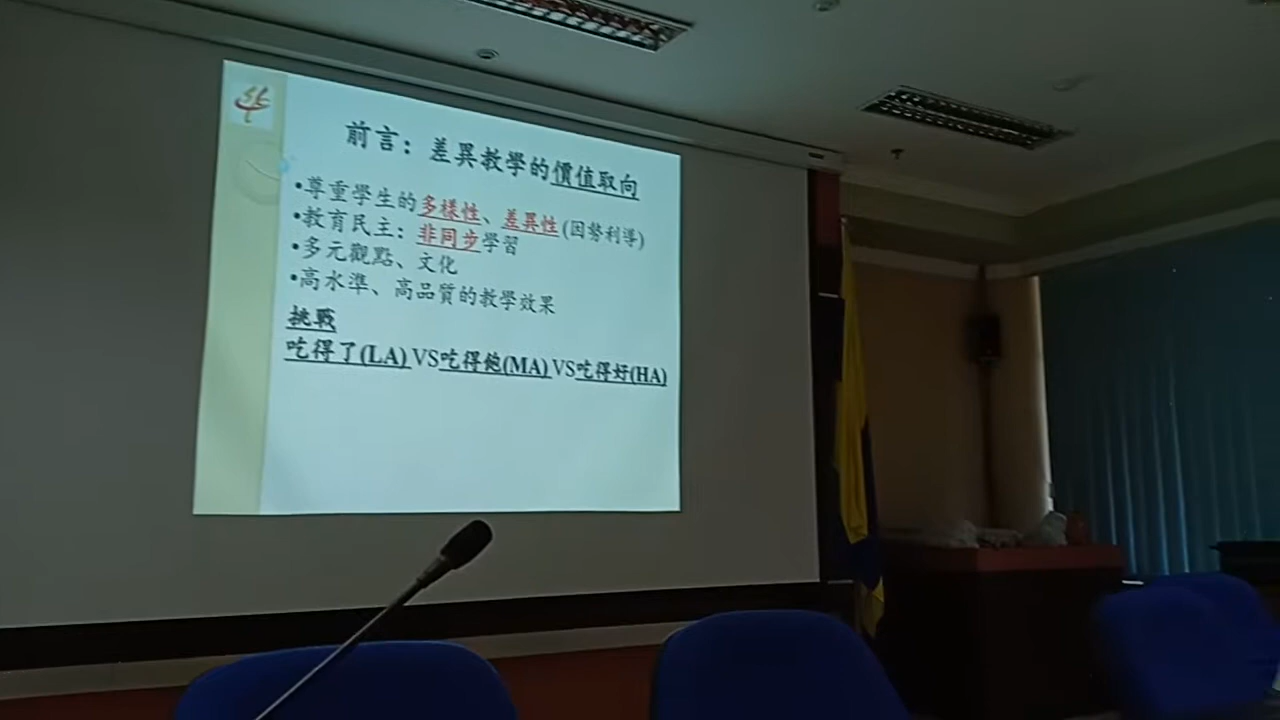 前言：差異教學的價值取向
•尊重學生的多樣性、差異性(因勢利導)
•教育民主：非同步學習
•多元觀點、文化
•高水準、高品質的教學效果
挑戰
吃得了(LA) VS吃得飽(MA) VS吃得好(HA)